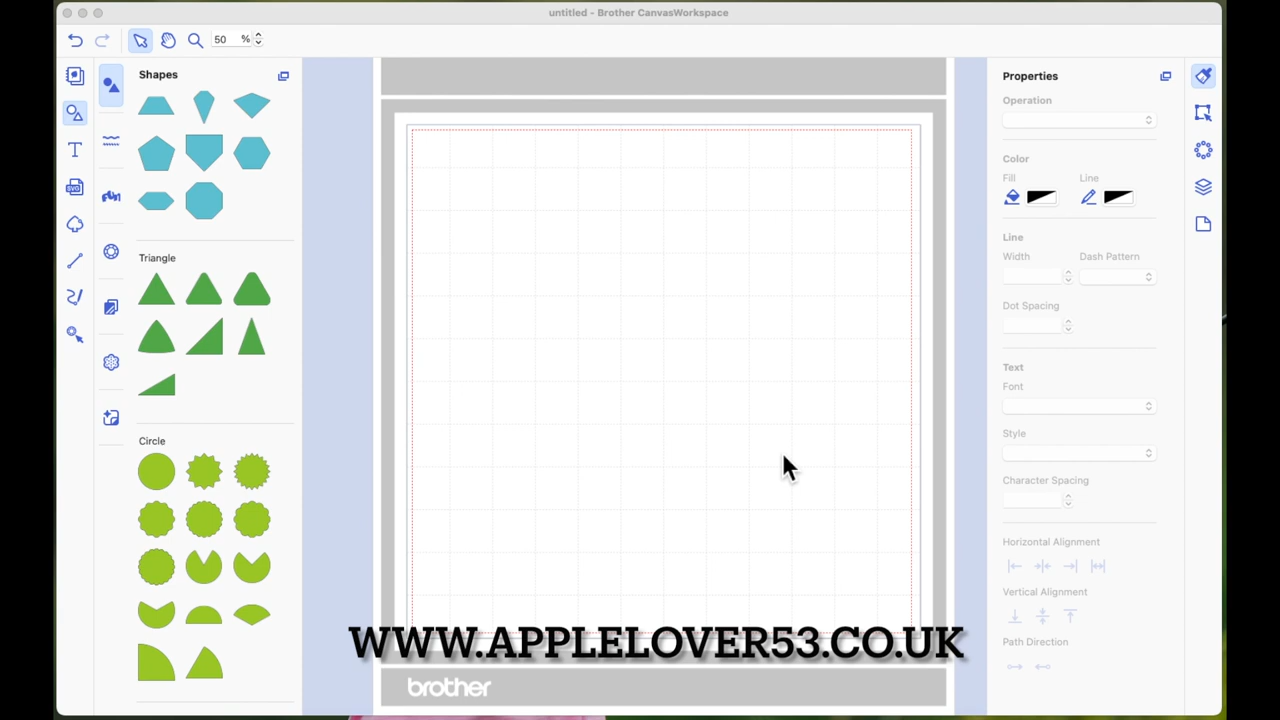 untitled - Brother CanvasWorkspace
50 %
Shapes
Triangle
Circle
T
SVG
Properties
Operation
Color
Fill Line
Line
Width Dash Pattern
Dot Spacing
Text
Font
Style
Character Spacing
Horizontal Alignment
Vertical Alignment
Path Direction
WWW.APPLELOVER53.CO.UK
brother